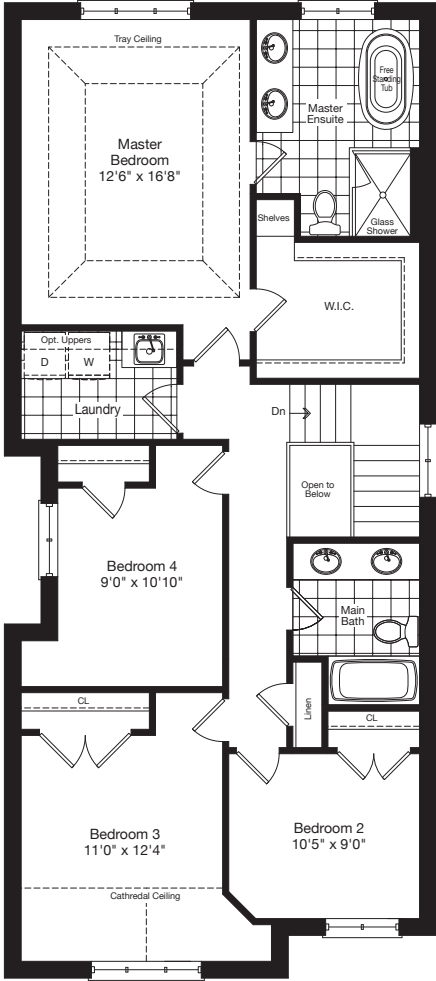 Tray Ceiling
Free
Standing
Tub
Master
Ensuite
Master
Bedroom
12'6" x 16'8"
Shelves
Glass
Shower
W.I.C.
Opt. Uppers
D
W
Laundry
Dn
Open to
Below
Bedroom 4
9'0" x 10'10"
Main
Bath
CL
Linen
CL
Bedroom 3
11'0" x 12'4"
Bedroom 2
10'5" x 9'0"
Cathredal Ceiling